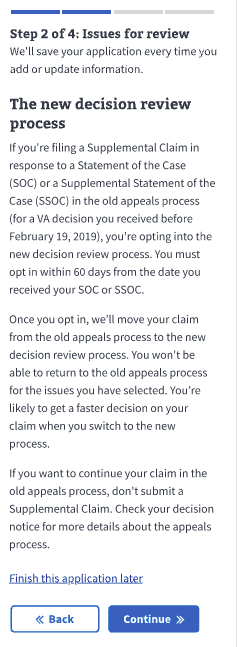 Step 2 of 4: Issues for review
We'll save your application every time you
add or update information.
The new decision review
process
If you're filing a Supplemental Claim in
response to a Statement of the Case
(SOC) or a Supplemental Statement of the
Case (SSOC) in the old appeals process
(for a VA decision you received before
February 19, 2019), you're opting into the
new decision review process. You must
opt in within 60 days from the date you
received your SOC or SSOC.
Once you opt in, we'll move your claim
from the old appeals process to the new
decision review process. You won't be
able to return to the old appeals process
for the issues you have selected. You're
likely to get a faster decision on your
claim when you switch to the new
process.
If you want to continue your claim in the
old appeals process, don't submit a
Supplemental Claim. Check your decision
notice for more details about the appeals
process.
Finish this application later
« Back
Continue »